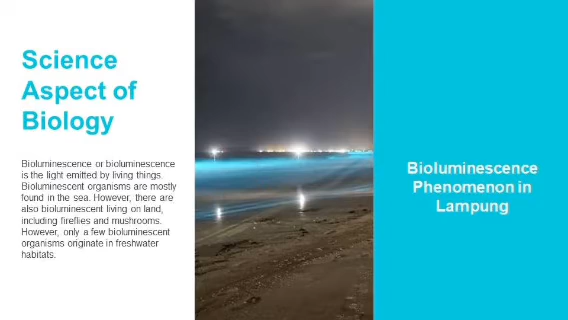 Science
Aspect of
Biology
Bioluminescence or bioluminescence
is the light emitted by living things.
Bioluminescent organisms are mostly
found in the sea. However, there are
also bioluminescent living on land,
including fireflies and mushrooms.
However, only a few bioluminescent
organisms originate in freshwater
habitats.
Bioluminescence
Phenomenon in
Lampung